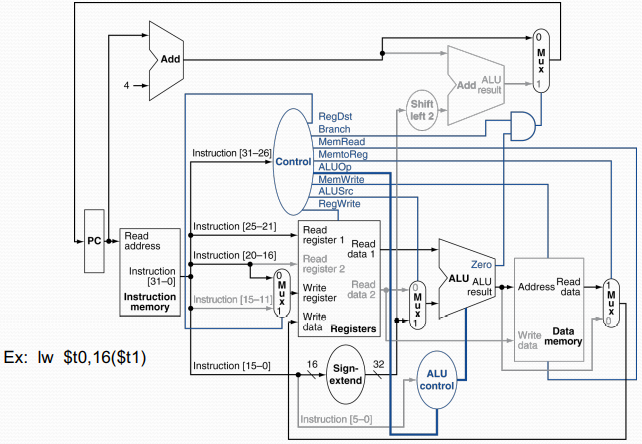 Add
4
Add ALU
result
0
M
u
x
1
Shift
left 2
RegDst
Branch
MemRead
MemtoReg
ALUOp
MemWrite
ALUSrc
RegWrite
Control
Instruction [31–26]
Instruction [25–21]
Instruction [20–16]
Instruction [15–11]
Instruction [15–0]
Instruction [5–0]
PC
Read
address
Instruction
[31–0]
Instruction
memory
0
M
u
x
1
Read
register 1
Read
register 2
Write
register
Write
data
Read
data 1
Read
data 2
Registers
0
M
u
x
1
Zero
ALU
ALU
result
Address
Read
data
Write
data
Data
memory
1
M
u
x
0
16
Sign-
extend
32
ALU
control
Ex: lw $t0,16($t1)